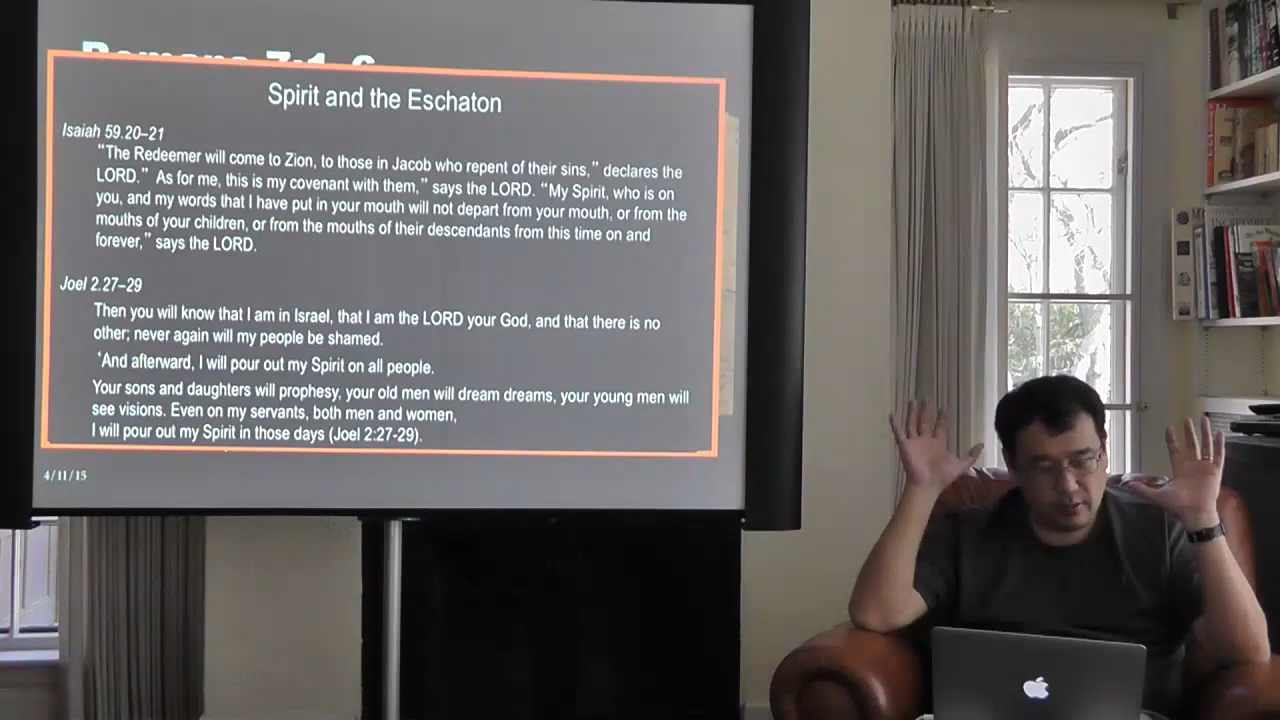 Romans 7:1–6
Spirit and the Eschaton
Isaiah 59.20–21
“The Redeemer will come to Zion, to those in Jacob who repent of their sins,” declares the
LORD.” As for me, this is my covenant with them,” says the LORD. “My Spirit, who is on
you, and my words that I have put in your mouth will not depart from your mouth, or from the
mouths of your children, or from the mouths of their descendants from this time on and
forever,” says the LORD.
Joel 2.27–29
Then you will know that I am in Israel, that I am the LORD your God, and that there is no
other; never again will my people be shamed.
‘And afterward, I will pour out my Spirit on all people.
Your sons and daughters will prophesy, your old men will dream dreams, your young men will
see visions. Even on my servants, both men and women,
I will pour out my Spirit in those days (Joel 2:27-29).
4/11/15